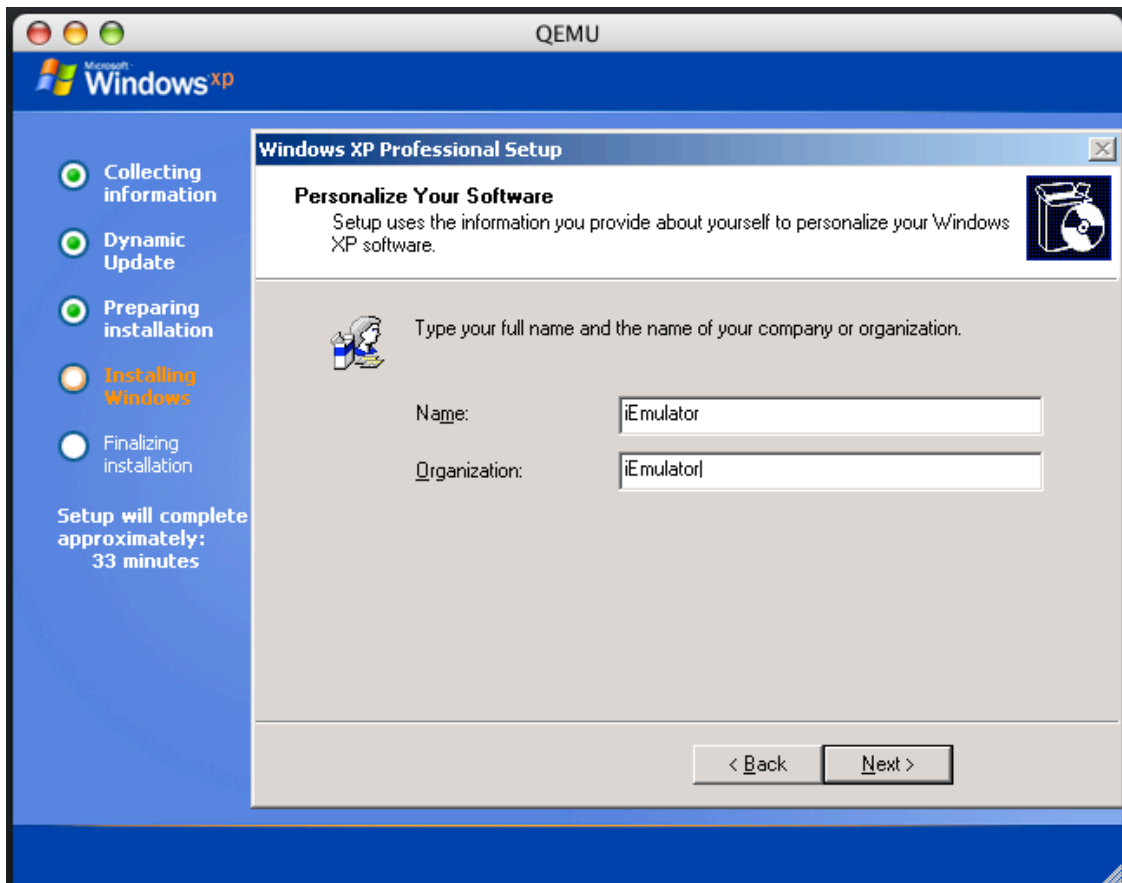 QEMU
Microsoft
Windows xp
Collecting
information
Dynamic
Update
Preparing
installation
Installing
Windows
Finalizing
installation
Setup will complete
approximately:
33 minutes
Windows XP Professional Setup
Personalize Your Software
Setup uses the information you provide about yourself to personalize your Windows
XP software.
Type your full name and the name of your company or organization.
Name: iEmulator
Organization: iEmulator
< Back Next >